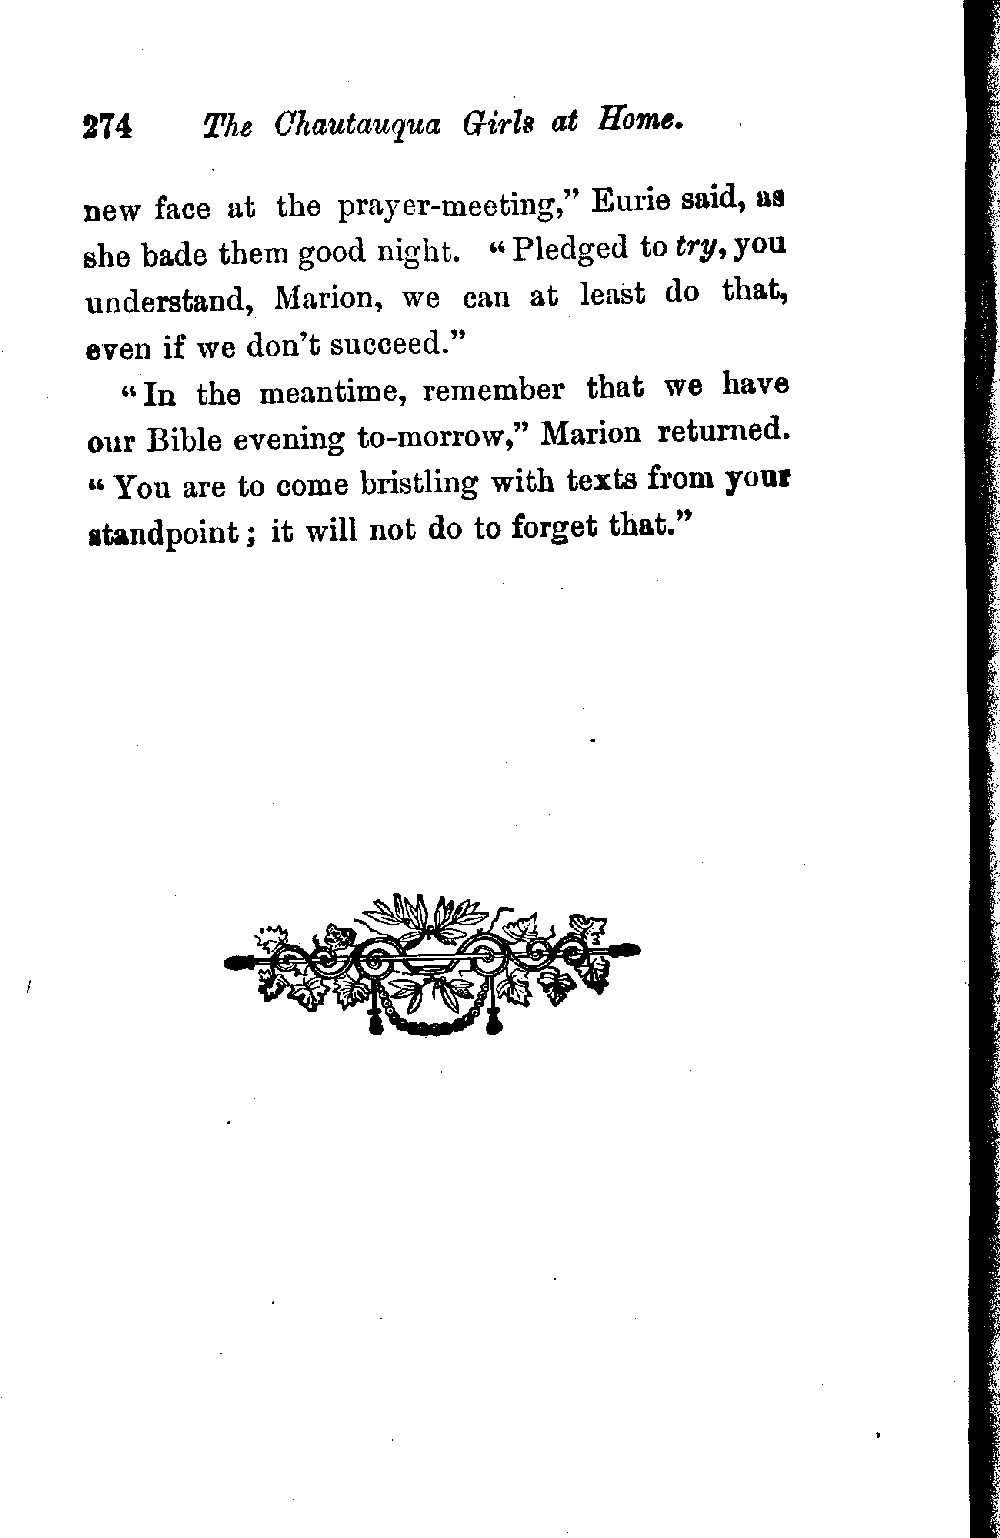 274 The Chautauqua Girls at Home.
new face at the prayer-meeting,” Eurie said, as
she bade them good night. “Pledged to try, you
understand, Marion, we can at least do that,
even if we don’t succeed.”
“In the meantime, remember that we have
our Bible evening to-morrow,” Marion returned.
“You are to come bristling with texts from your
standpoint; it will not do to forget that.”